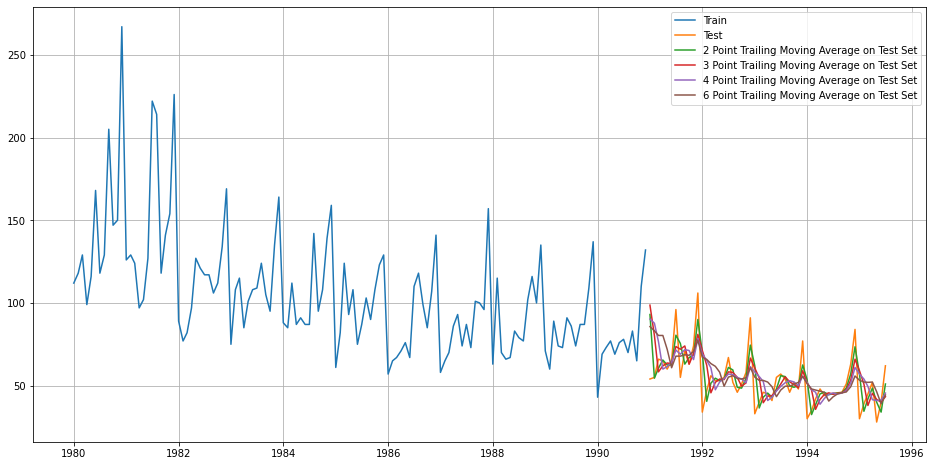 Train
Test
2 Point Trailing Moving Average on Test Set
3 Point Trailing Moving Average on Test Set
4 Point Trailing Moving Average on Test Set
6 Point Trailing Moving Average on Test Set
250
200
150
100
50
1980 1982 1984 1986 1988 1990 1992 1994 1996